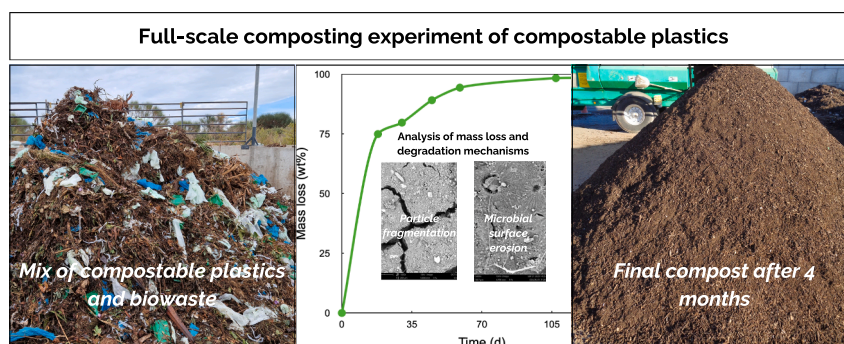 Full-scale composting experiment of compostable plastics
Mix of compostable plastics
and biowaste
Mass loss (wt%)
100
75
50
25
0
Analysis of mass loss and
degradation mechanisms
Particle
fragmentation
Microbial
surface
erosion
0
35
70
105
Time (d)
Final compost after 4
months